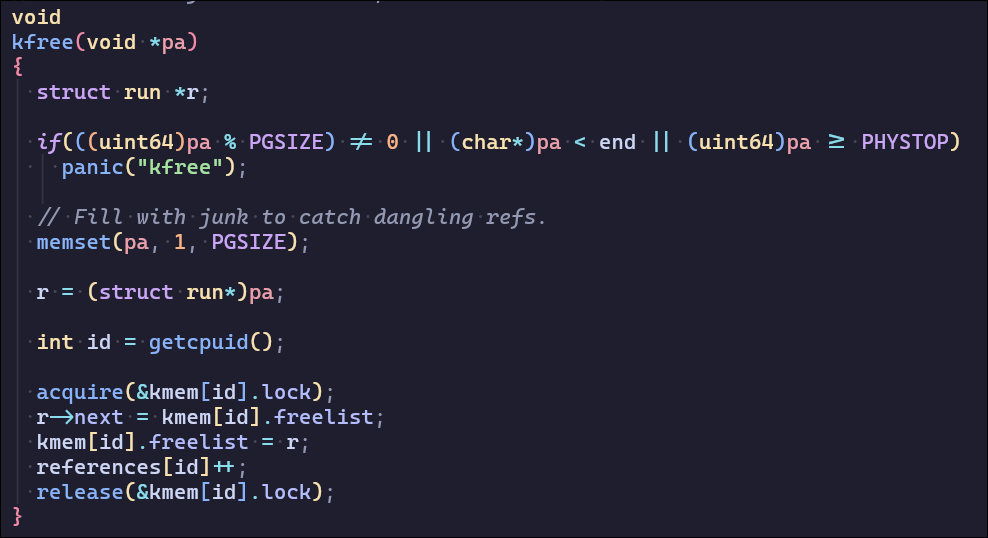 void
kfree(void *pa)
{
  struct run *r;

  if(((uint64)pa % PGSIZE) != 0 || (char*)pa < end || (uint64)pa >= PHYSTOP)
    panic("kfree");

  // Fill with junk to catch dangling refs.
  memset(pa, 1, PGSIZE);

  r = (struct run*)pa;

  int id = getcpuid();

  acquire(&kmem[id].lock);
  r->next = kmem[id].freelist;
  kmem[id].freelist = r;
  references[id]++;
  release(&kmem[id].lock);
}